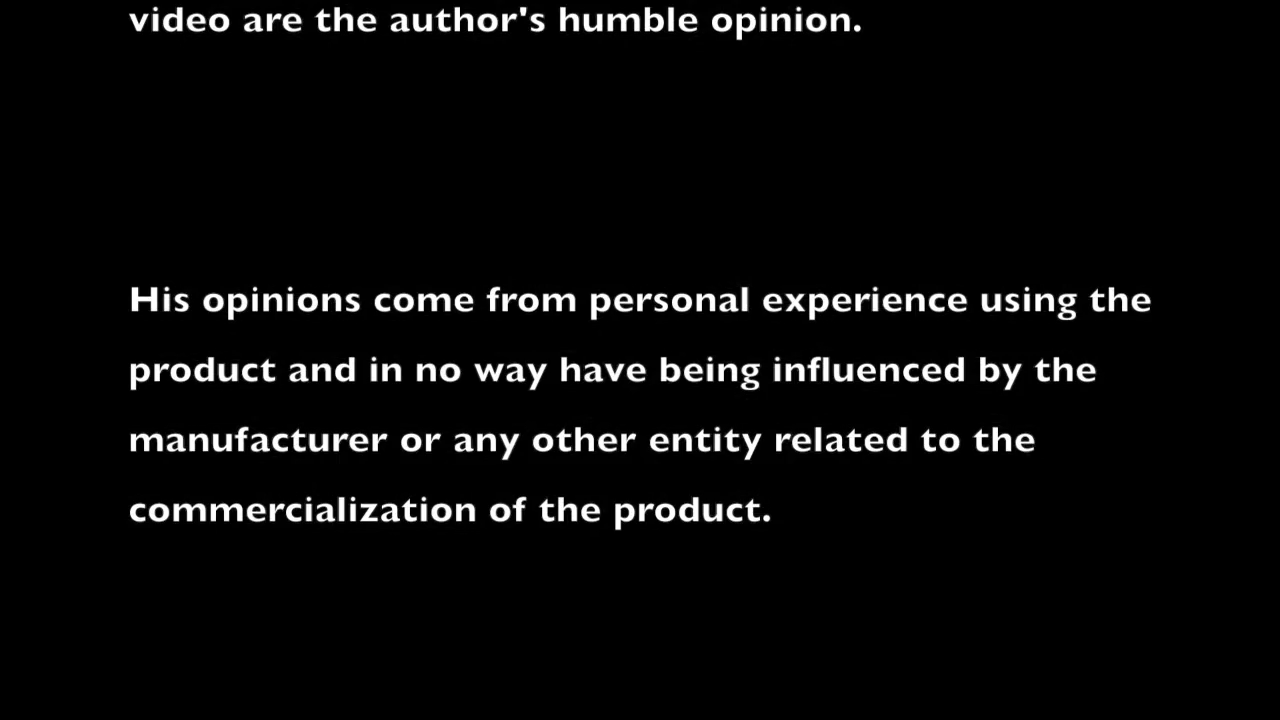 video are the author's humble opinion.
His opinions come from personal experience using the
product and in no way have being influenced by the
manufacturer or any other entity related to the
commercialization of the product.